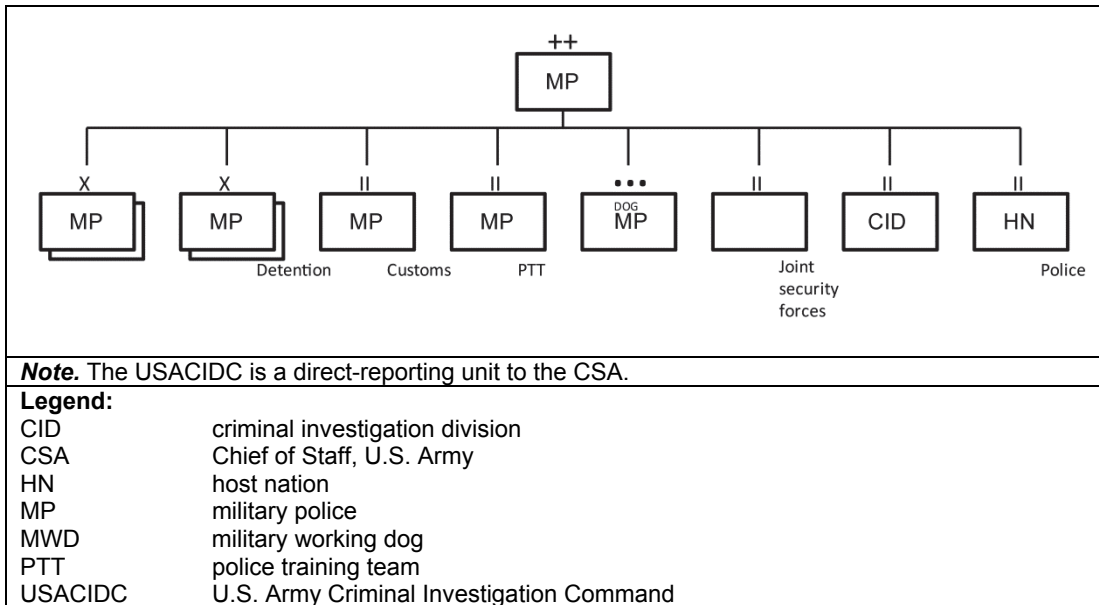 ++
MP
X X II II ••• II II II
MP MP MP MP DOG MP CID HN
Detention Customs PTT Joint security forces Police
Note. The USACIDC is a direct-reporting unit to the CSA.
Legend:
CID criminal investigation division
CSA Chief of Staff, U.S. Army
HN host nation
MP military police
MWD military working dog
PTT police training team
USACIDC U.S. Army Criminal Investigation Command